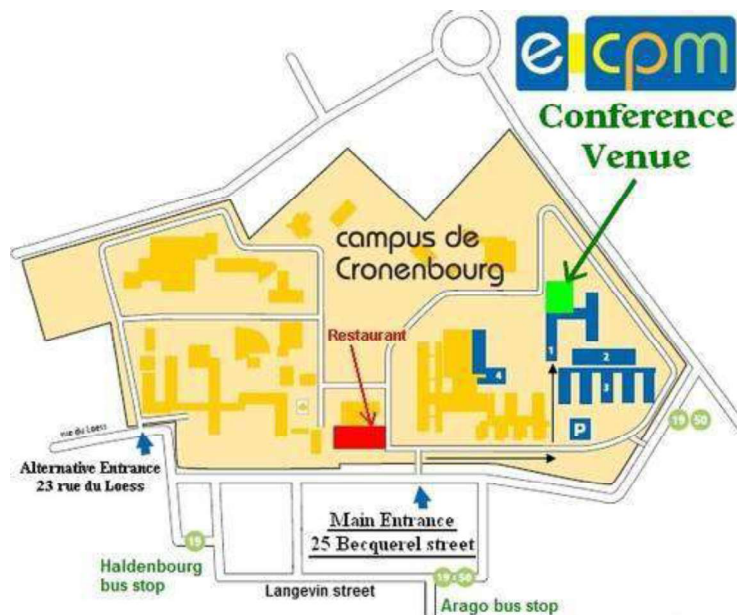 e cpm
Conference
Venue
campus de
Cronenbourg
Restaurant
1
2
4
3
P
19 50
rue du Loess
Alternative Entrance
23 rue du Loess
Main Entrance
25 Becquerel street
19
Haldenbourg
bus stop
Langevin street
19 50
Arago bus stop